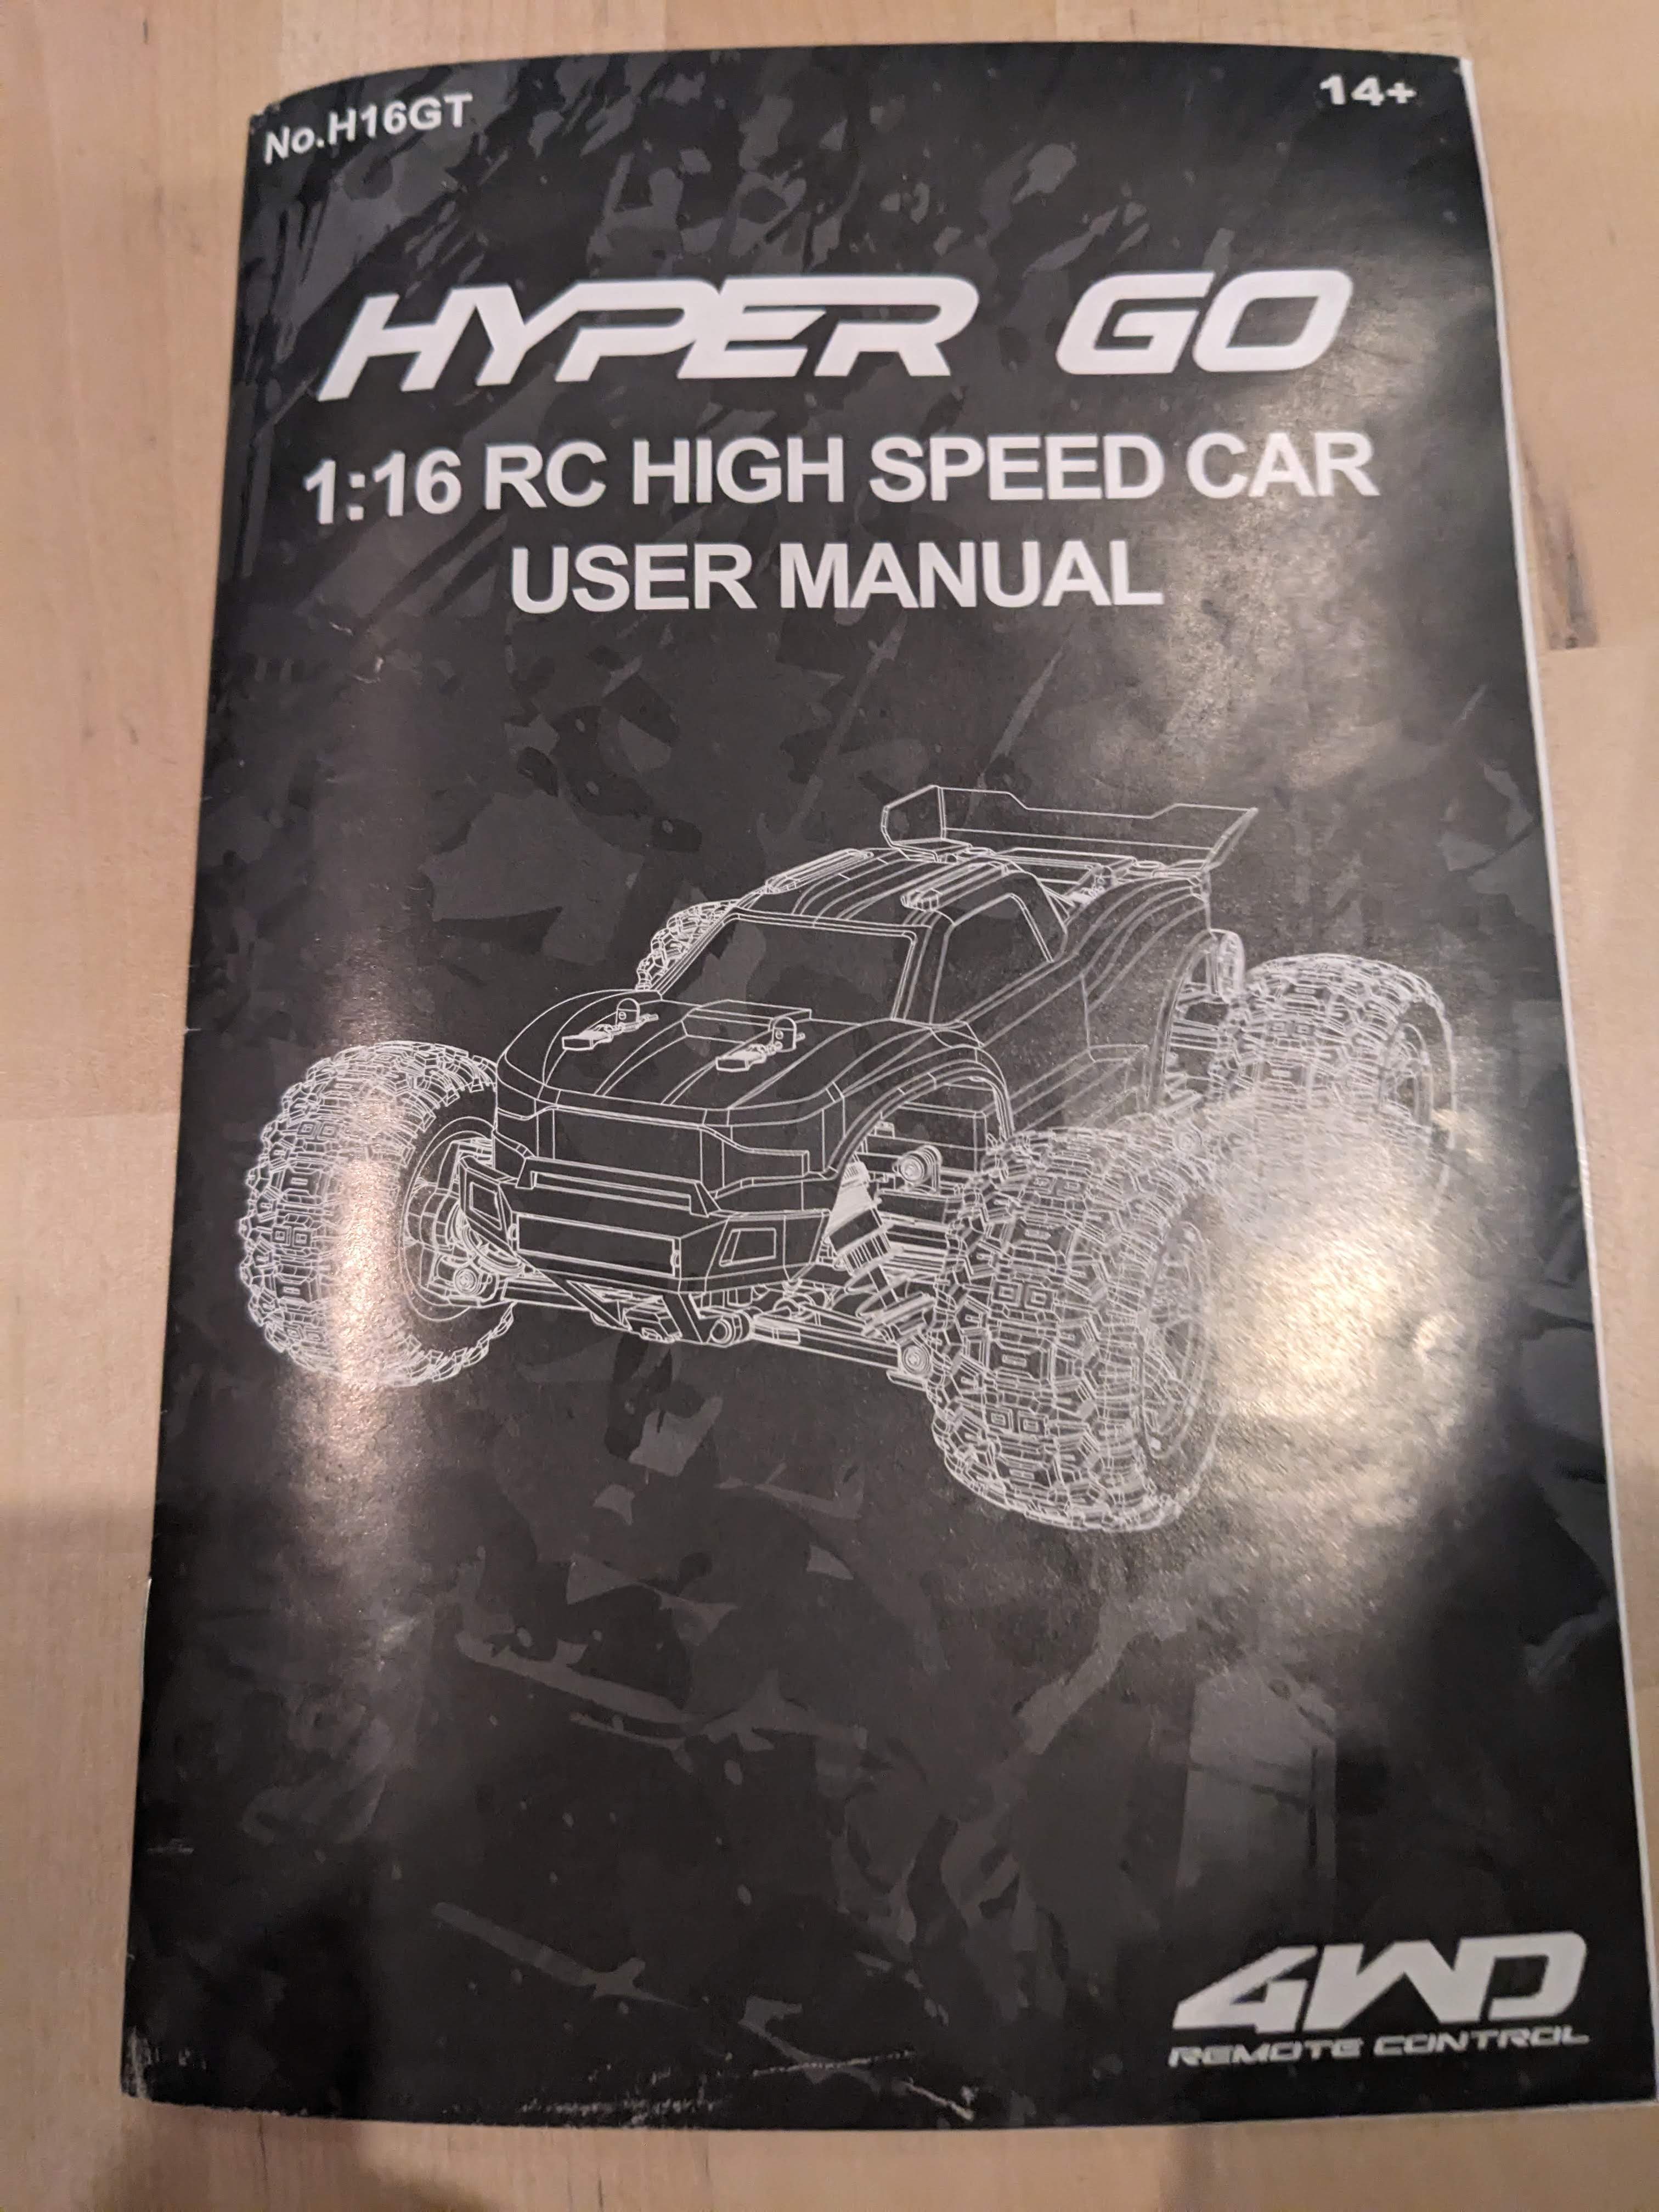 No.H16GT
14+
HYPER GO
1:16 RC HIGH SPEED CAR
USER MANUAL
4WD
REMOTE CONTROL